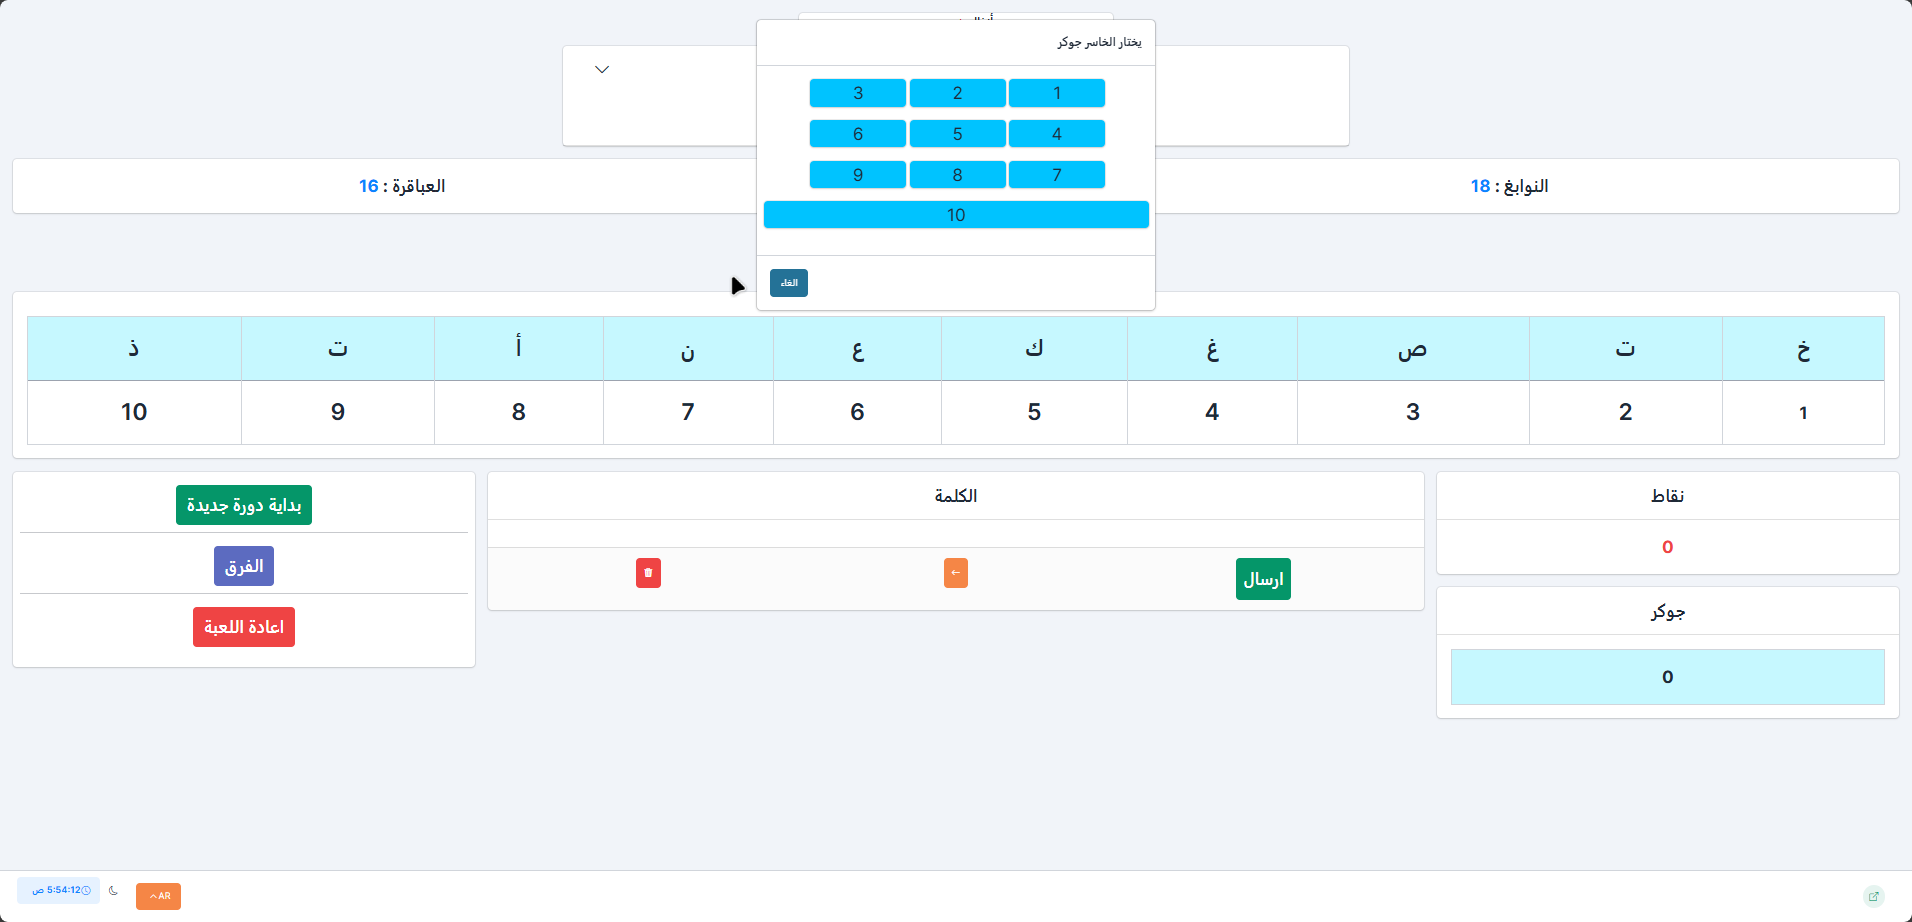 يختار الخاسر جوكر
1 2 3
4 5 6
7 8 9
10
الغاء
النوابغ : 18
العباقرة : 16
خ ت ص غ ك ع ن أ ت ذ
1 2 3 4 5 6 7 8 9 10
نقاط
0
جوكر
0
الكلمة
ارسال
←
بداية دورة جديدة
الفرق
اعادة اللعبة
AR
5:54:12 ص